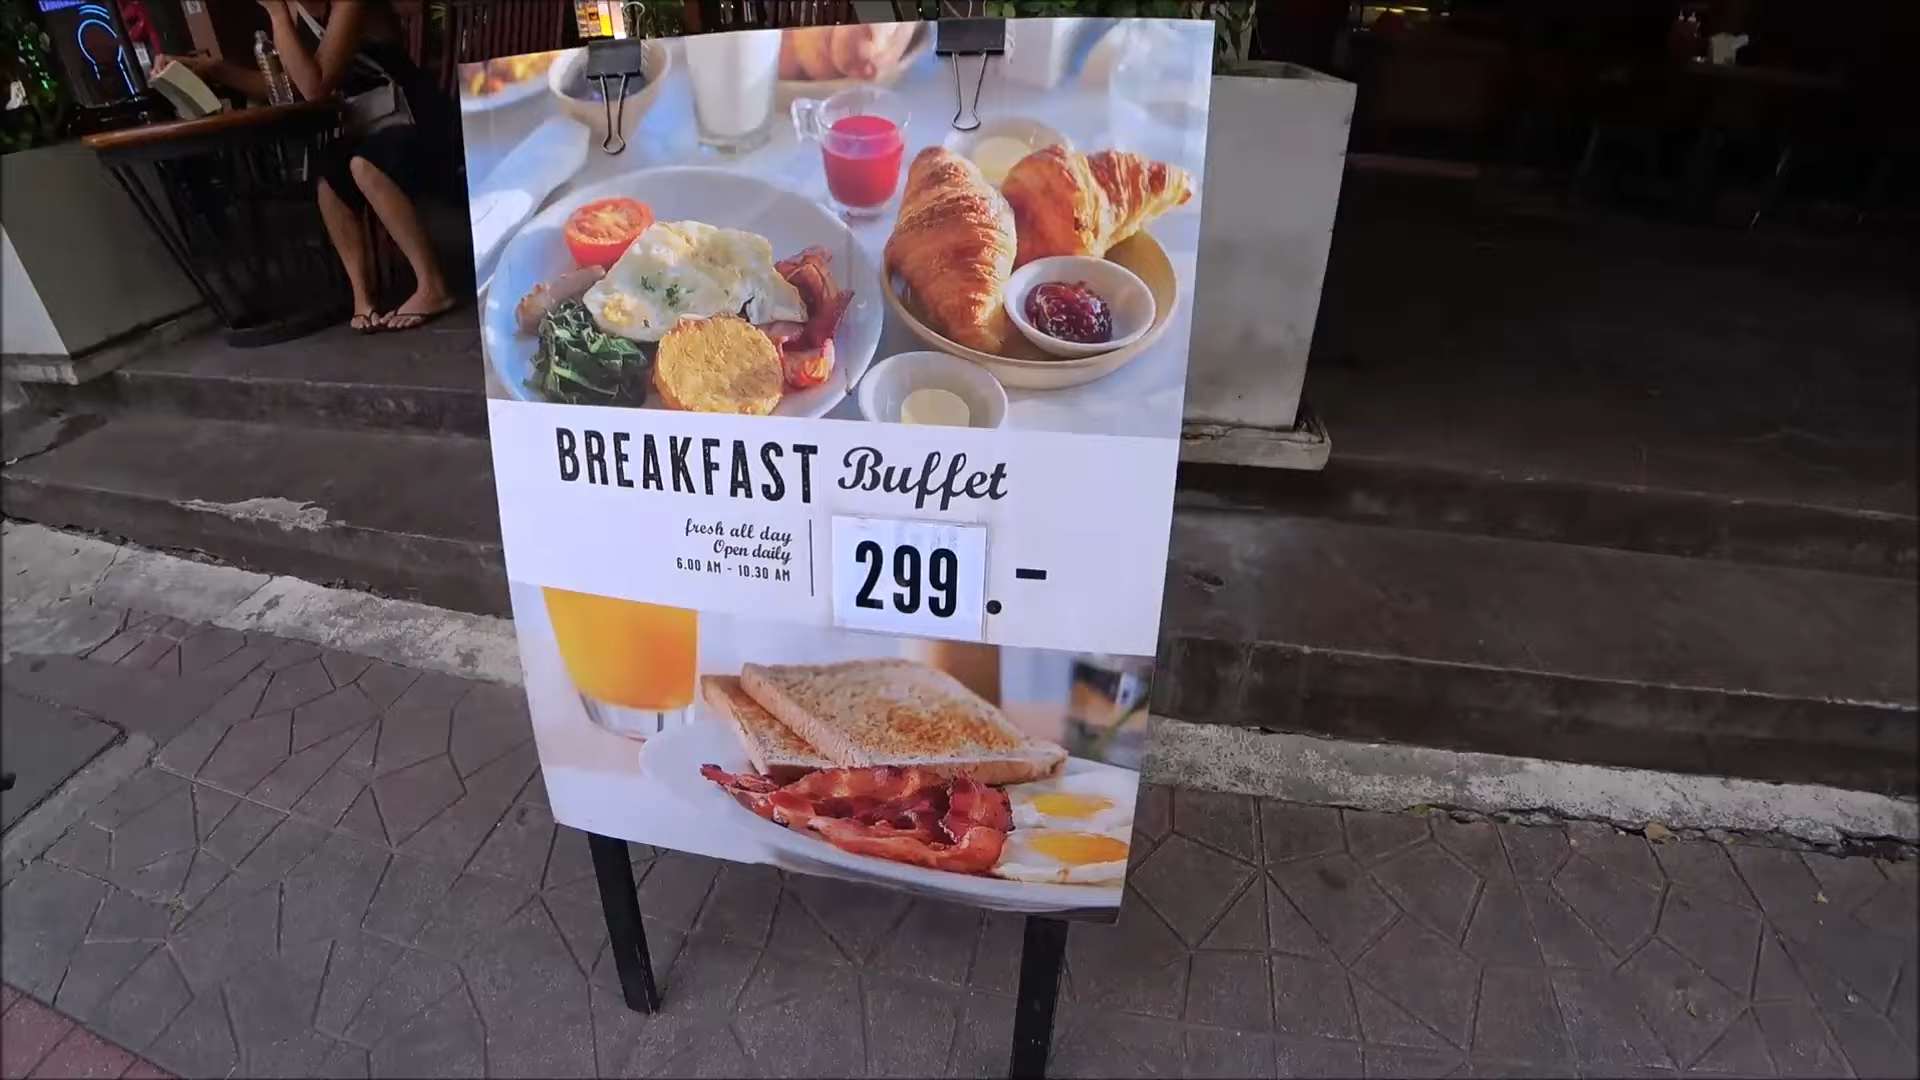 BREAKFAST Buffet
fresh all day
Open daily
6.00 AM - 10.30 AM
299.-